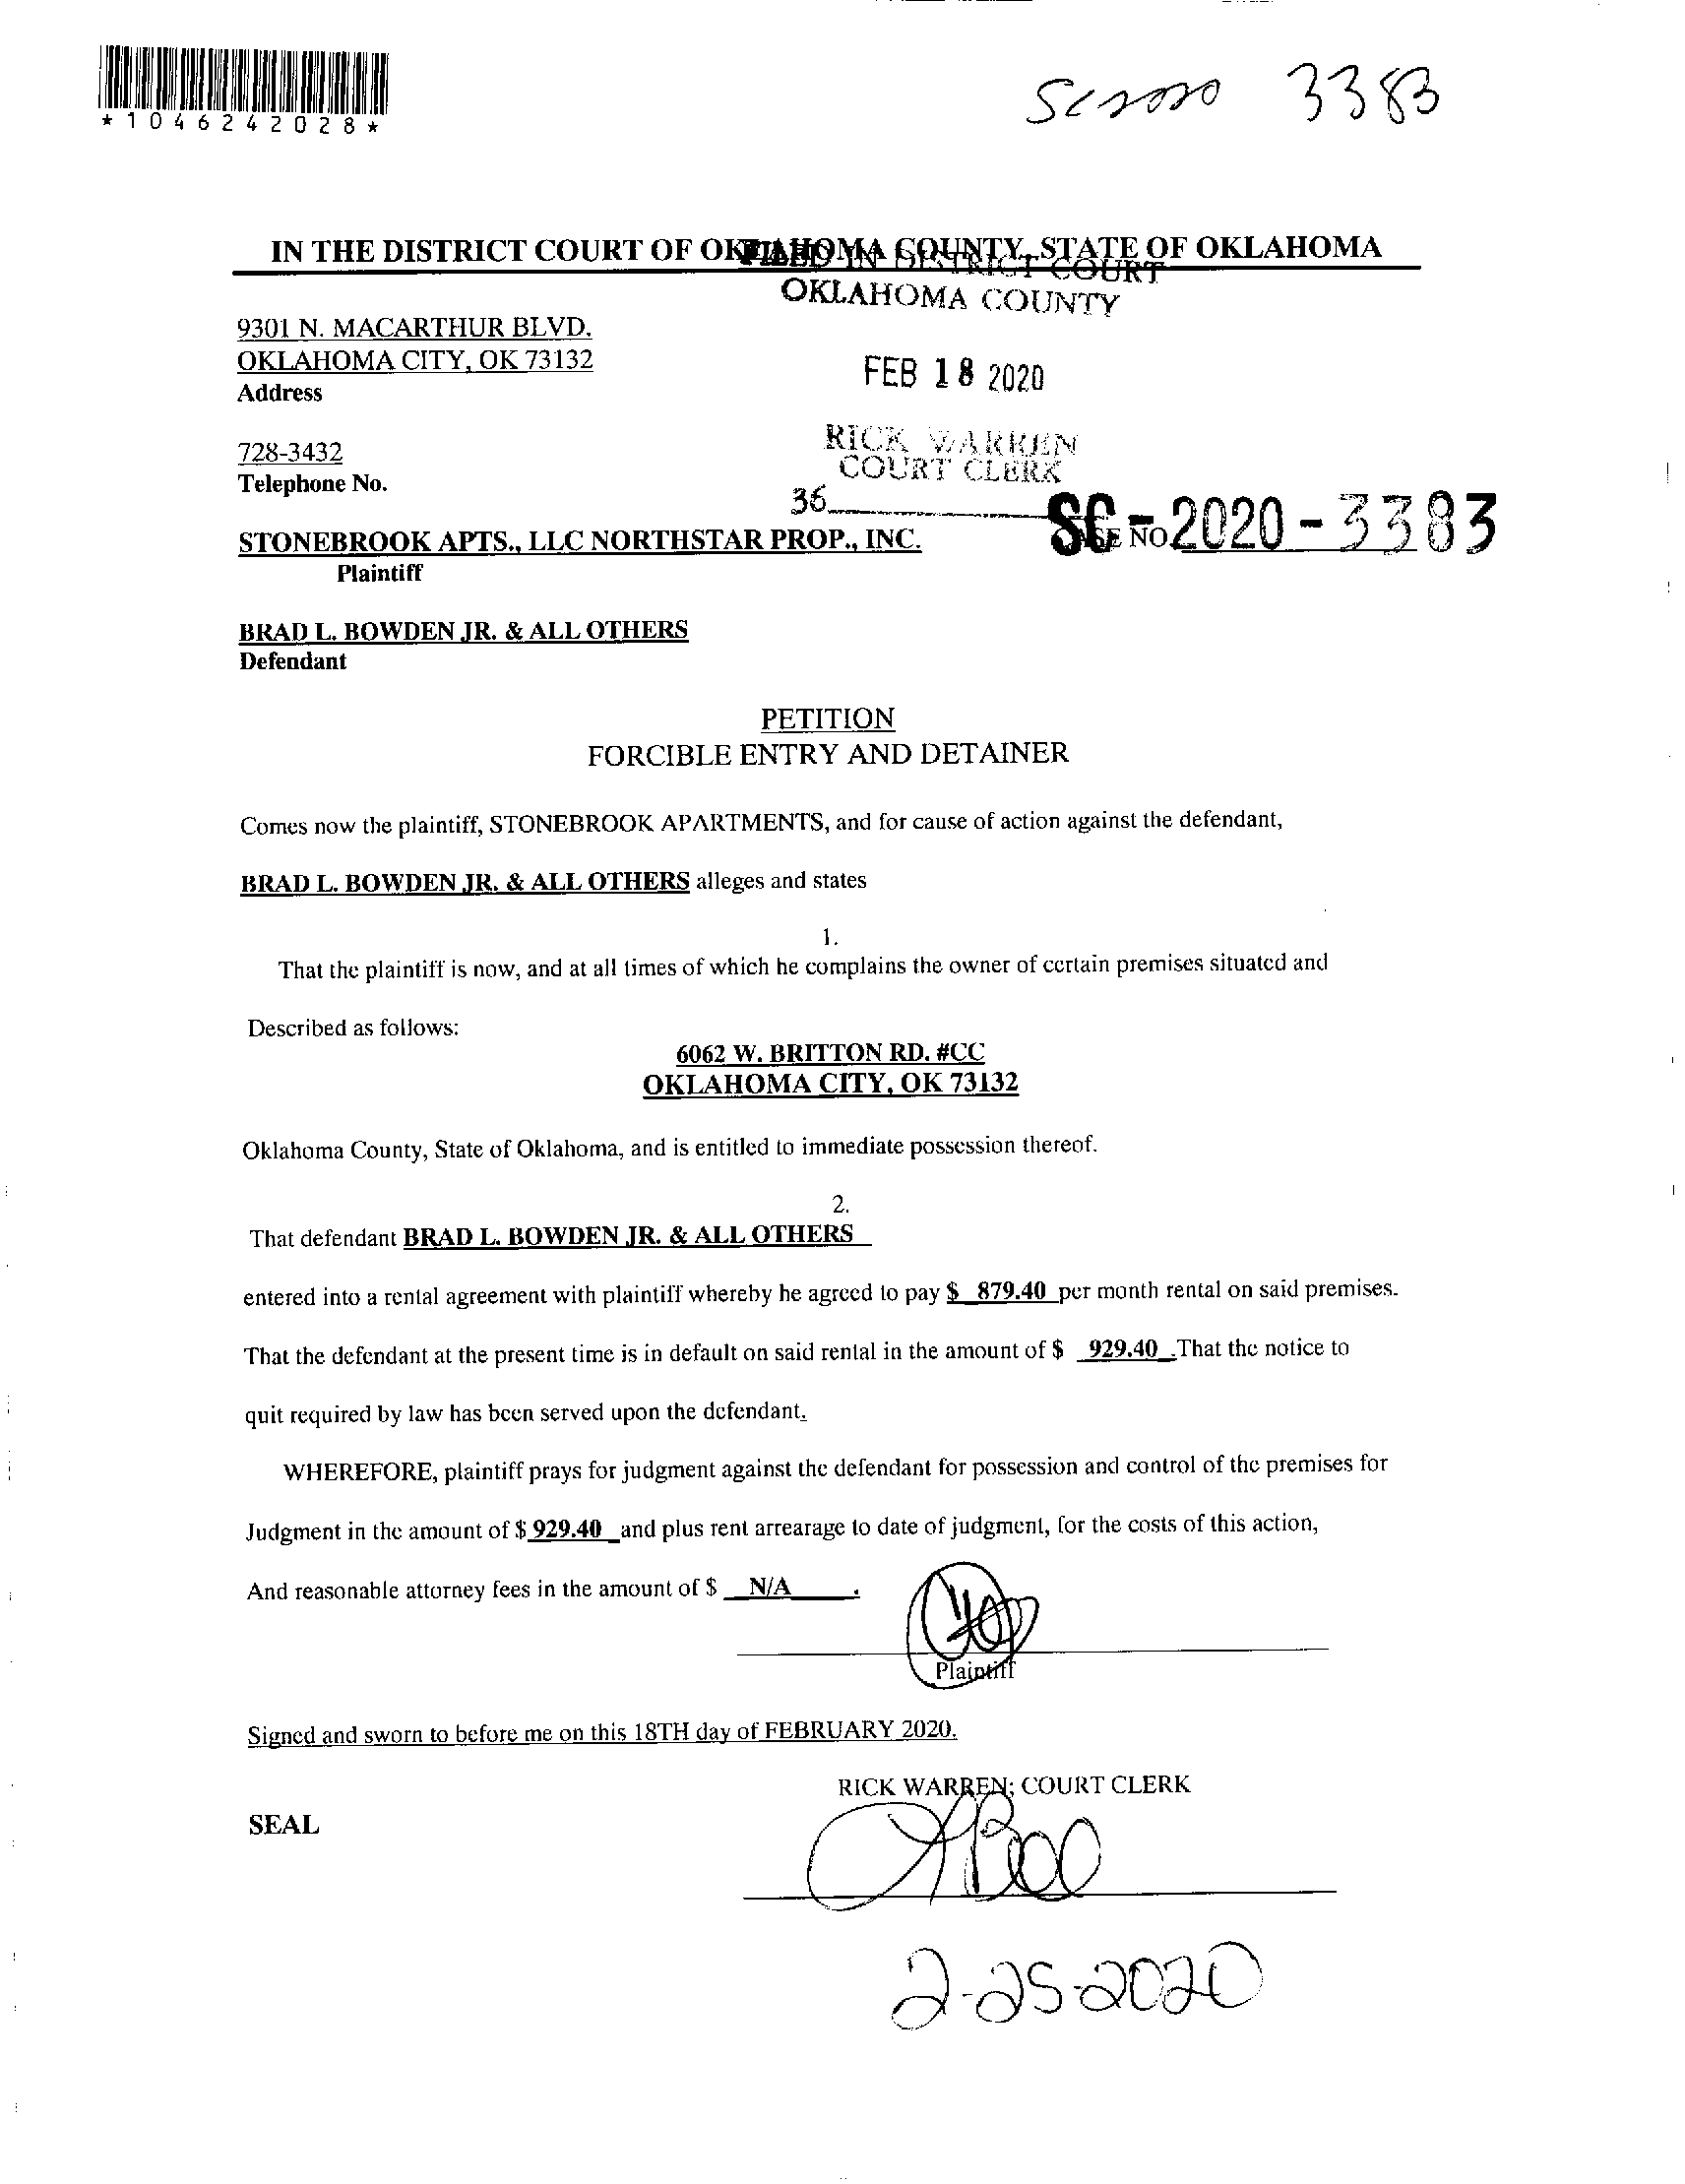 *1046242028*
SC2020 3383
IN THE DISTRICT COURT OF OKLAHOMA COUNTY, STATE OF OKLAHOMA
FILED IN DISTRICT COURT
OKLAHOMA COUNTY
9301 N. MACARTHUR BLVD.
OKLAHOMA CITY, OK 73132
Address
FEB 18 2020
728-3432
Telephone No.
RICK WARREN
COURT CLERK
36
STONEBROOK APTS., LLC NORTHSTAR PROP., INC.
Plaintiff
CASE NO. SC-2020-3383
BRAD L. BOWDEN JR. & ALL OTHERS
Defendant
PETITION
FORCIBLE ENTRY AND DETAINER
Comes now the plaintiff, STONEBROOK APARTMENTS, and for cause of action against the defendant,
BRAD L. BOWDEN JR. & ALL OTHERS alleges and states
1.
That the plaintiff is now, and at all times of which he complains the owner of certain premises situated and
Described as follows:
6062 W. BRITTON RD. #CC
OKLAHOMA CITY, OK 73132
Oklahoma County, State of Oklahoma, and is entitled to immediate possession thereof.
2.
That defendant BRAD L. BOWDEN JR. & ALL OTHERS
entered into a rental agreement with plaintiff whereby he agreed to pay $ 879.40 per month rental on said premises.
That the defendant at the present time is in default on said rental in the amount of $ 929.40 .That the notice to
quit required by law has been served upon the defendant.
WHEREFORE, plaintiff prays for judgment against the defendant for possession and control of the premises for
Judgment in the amount of $ 929.40 and plus rent arrearage to date of judgment, for the costs of this action,
And reasonable attorney fees in the amount of $ N/A .
Plaintiff
Signed and sworn to before me on this 18TH day of FEBRUARY 2020.
RICK WARREN; COURT CLERK
SEAL
2-25-2020